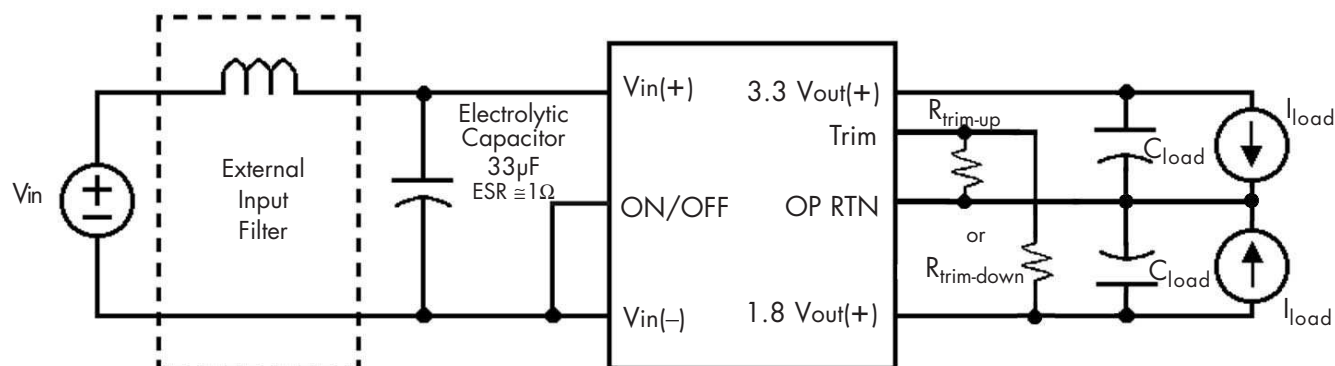 Vin
External
Input
Filter
Electrolytic
Capacitor
33µF
ESR ≅1Ω
Vin(+)
ON/OFF
Vin(–)
3.3 Vout(+)
Trim
OP RTN
1.8 Vout(+)
Rtrim-up
or
Rtrim-down
Cload
Iload
Cload
Iload